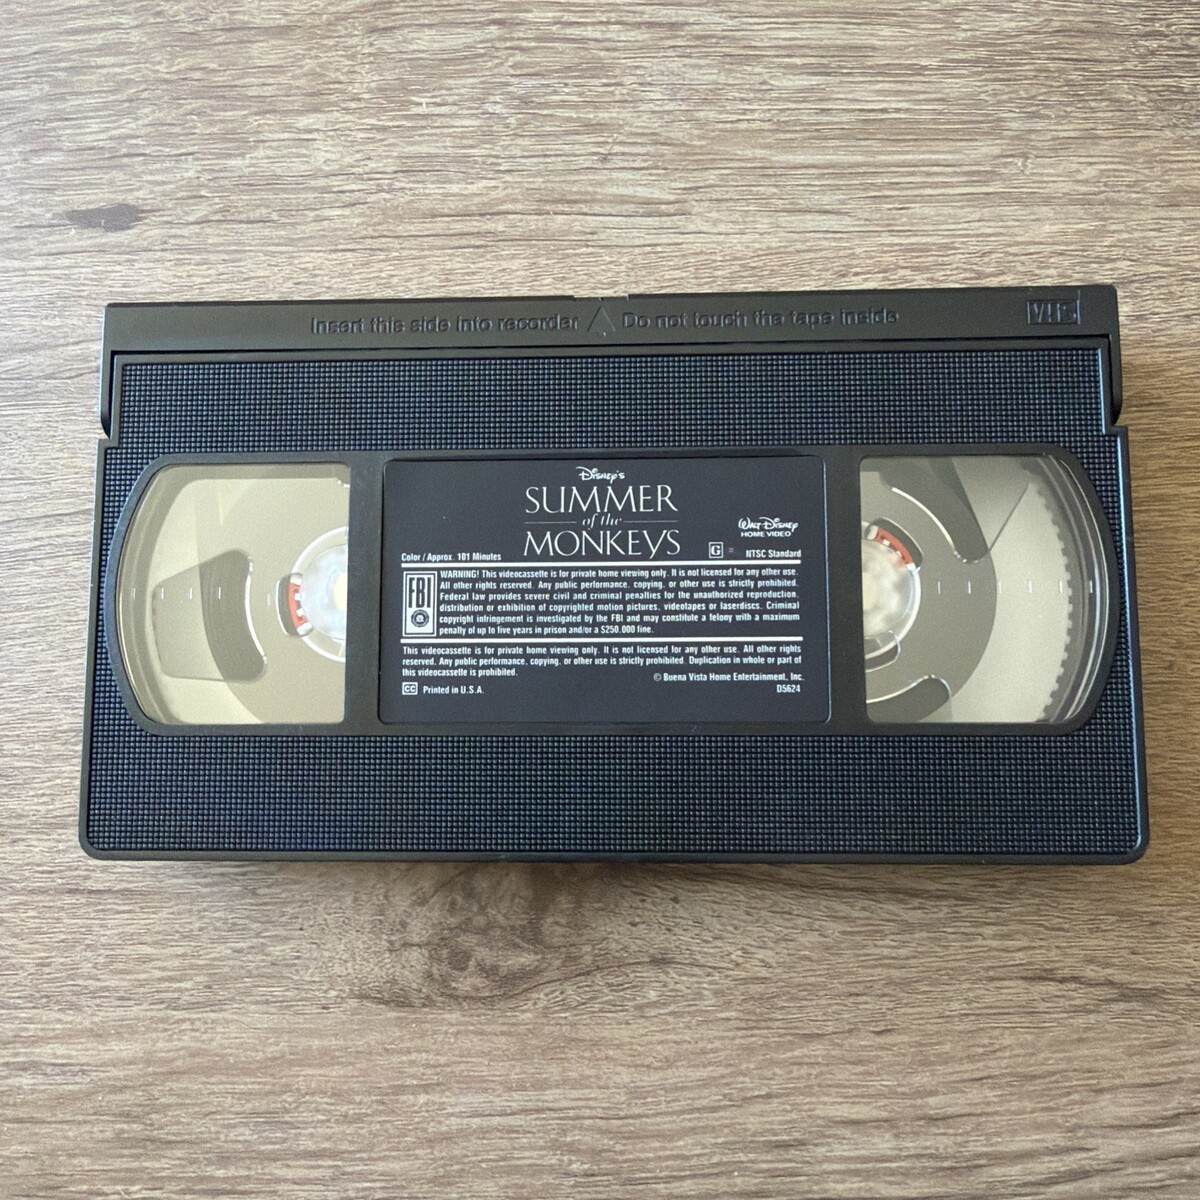 Insert this side into recorder △ Do not touch the tape inside
VHS
Disney's
SUMMER
of the
MONKEYS
WALT DISNEY
HOME VIDEO
Color / Approx. 101 Minutes
G
NTSC Standard
FBI
WARNING! This videocassette is for private home viewing only. It is not licensed for any other use.
All other rights reserved. Any public performance, copying, or other use is strictly prohibited.
Federal law provides severe civil and criminal penalties for the unauthorized reproduction,
distribution or exhibition of copyrighted motion pictures, videotapes or laserdiscs. Criminal
copyright infringement is investigated by the FBI and may constitute a felony with a maximum
penalty of up to five years in prison and/or a $250,000 fine.
This videocassette is for private home viewing only. It is not licensed for any other use. All other rights
reserved. Any public performance, copying, or other use is strictly prohibited. Duplication in whole or part of
this videocassette is prohibited.
© Buena Vista Home Entertainment, Inc.
CC Printed in U.S.A.
D5624